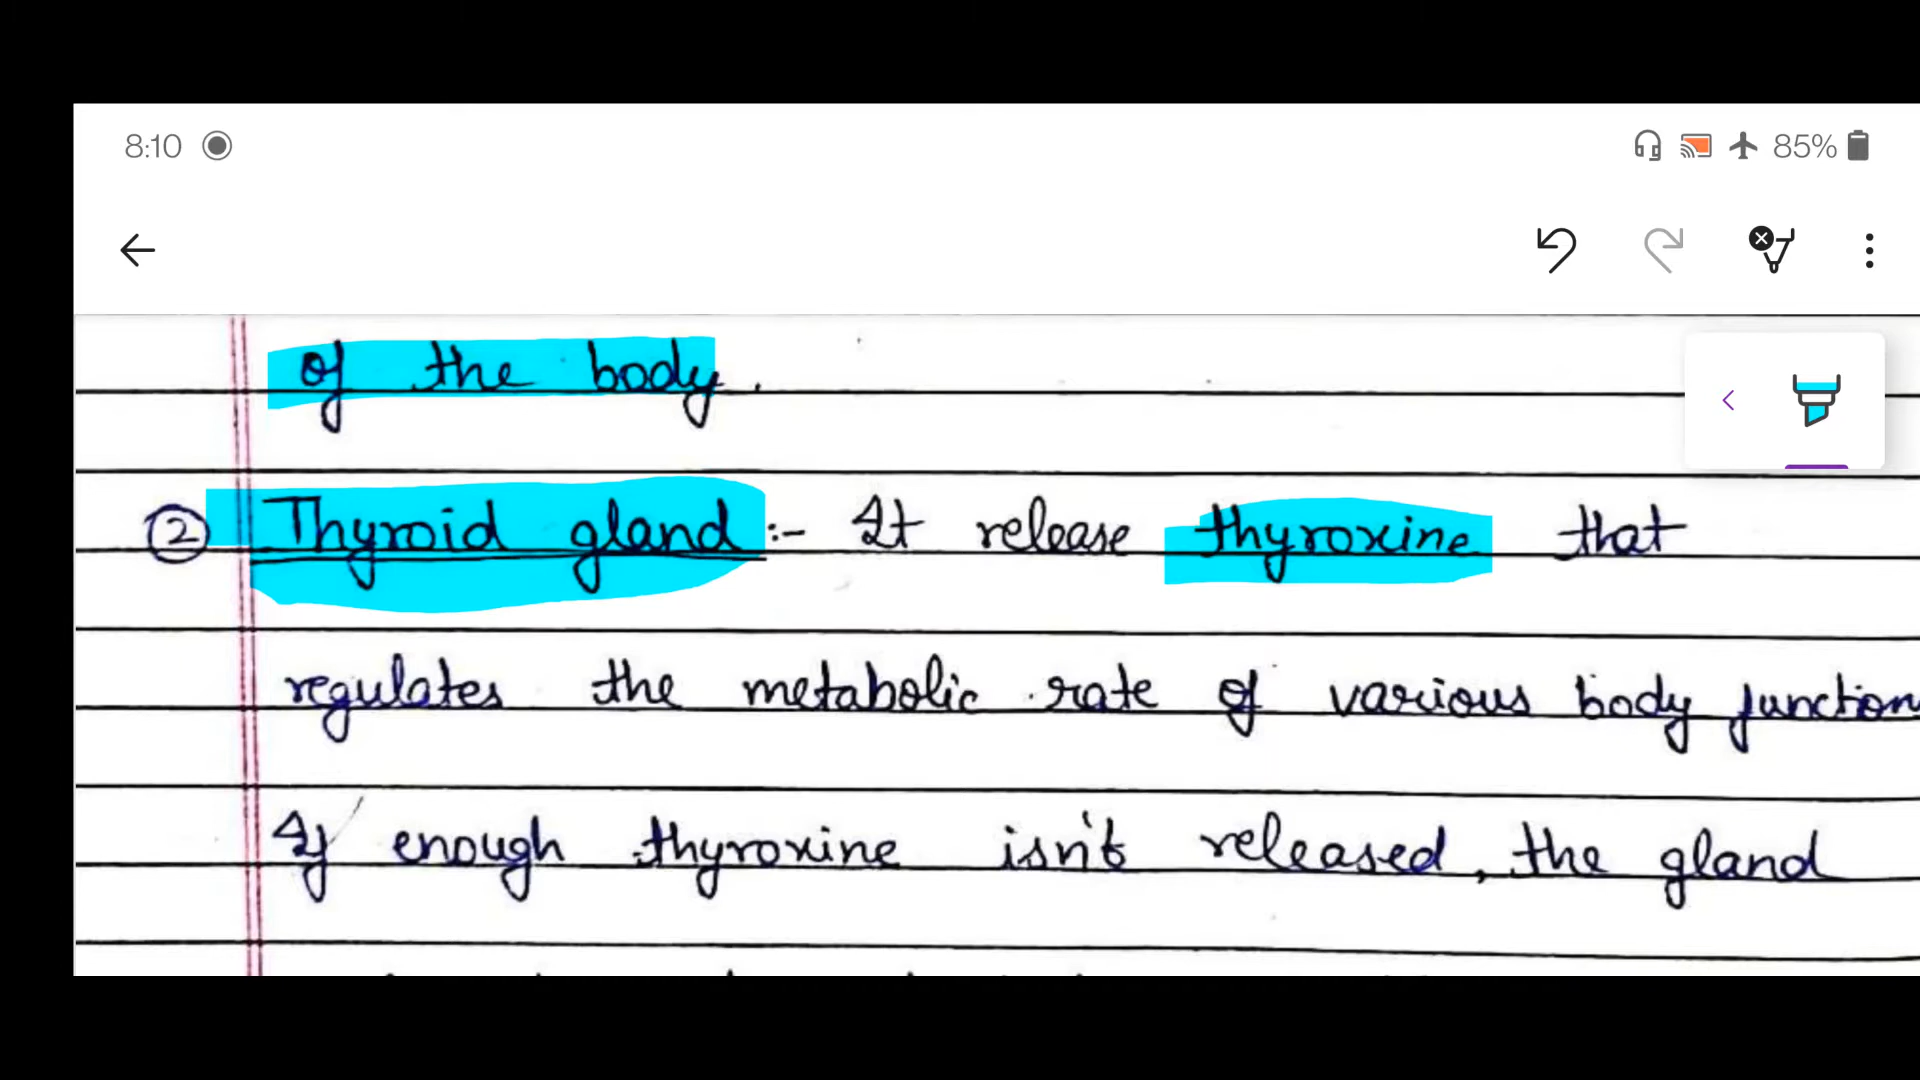 8:10 85%
of the body.
② Thyroid gland :- It release thyroxine that
regulates the metabolic rate of various body function
If enough thyroxine isn't released, the gland